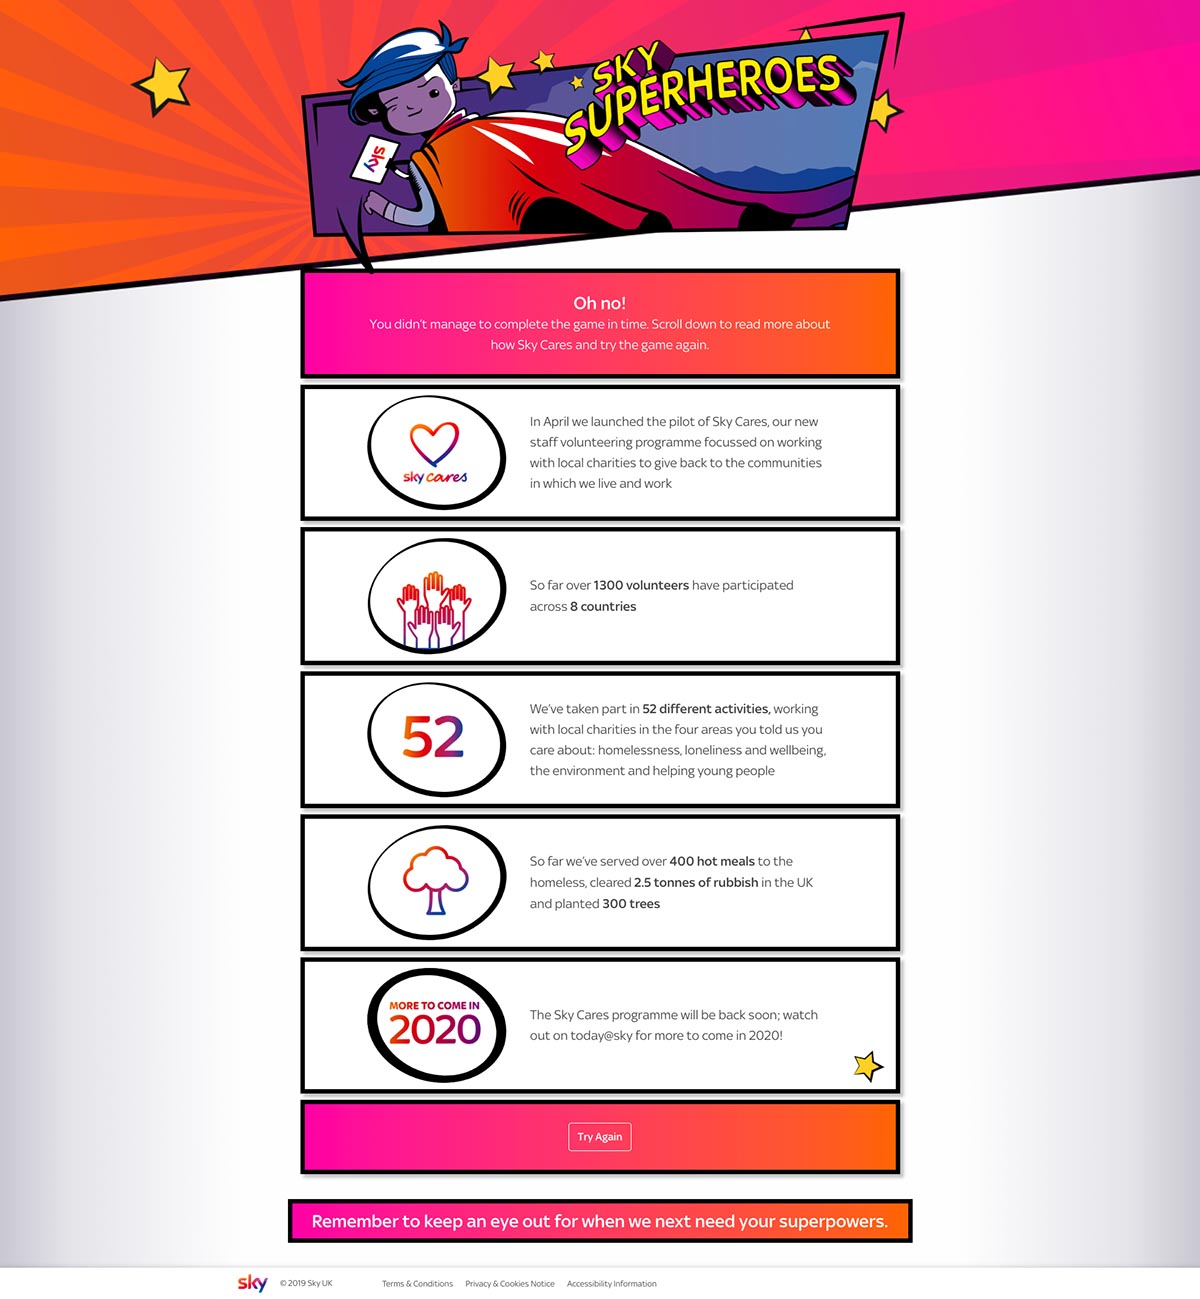 SKY
SUPERHEROES
sky
Oh no!
You didn't manage to complete the game in time. Scroll down to read more about
how Sky Cares and try the game again.
sky cares
In April we launched the pilot of Sky Cares, our new
staff volunteering programme focussed on working
with local charities to give back to the communities
in which we live and work
So far over 1300 volunteers have participated
across 8 countries
52
We've taken part in 52 different activities, working
with local charities in the four areas you told us you
care about: homelessness, loneliness and wellbeing,
the environment and helping young people
So far we've served over 400 hot meals to the
homeless, cleared 2.5 tonnes of rubbish in the UK
and planted 300 trees
MORE TO COME IN
2020
The Sky Cares programme will be back soon; watch
out on today@sky for more to come in 2020!
Try Again
Remember to keep an eye out for when we next need your superpowers.
sky © 2019 Sky UK Terms & Conditions Privacy & Cookies Notice Accessibility Information